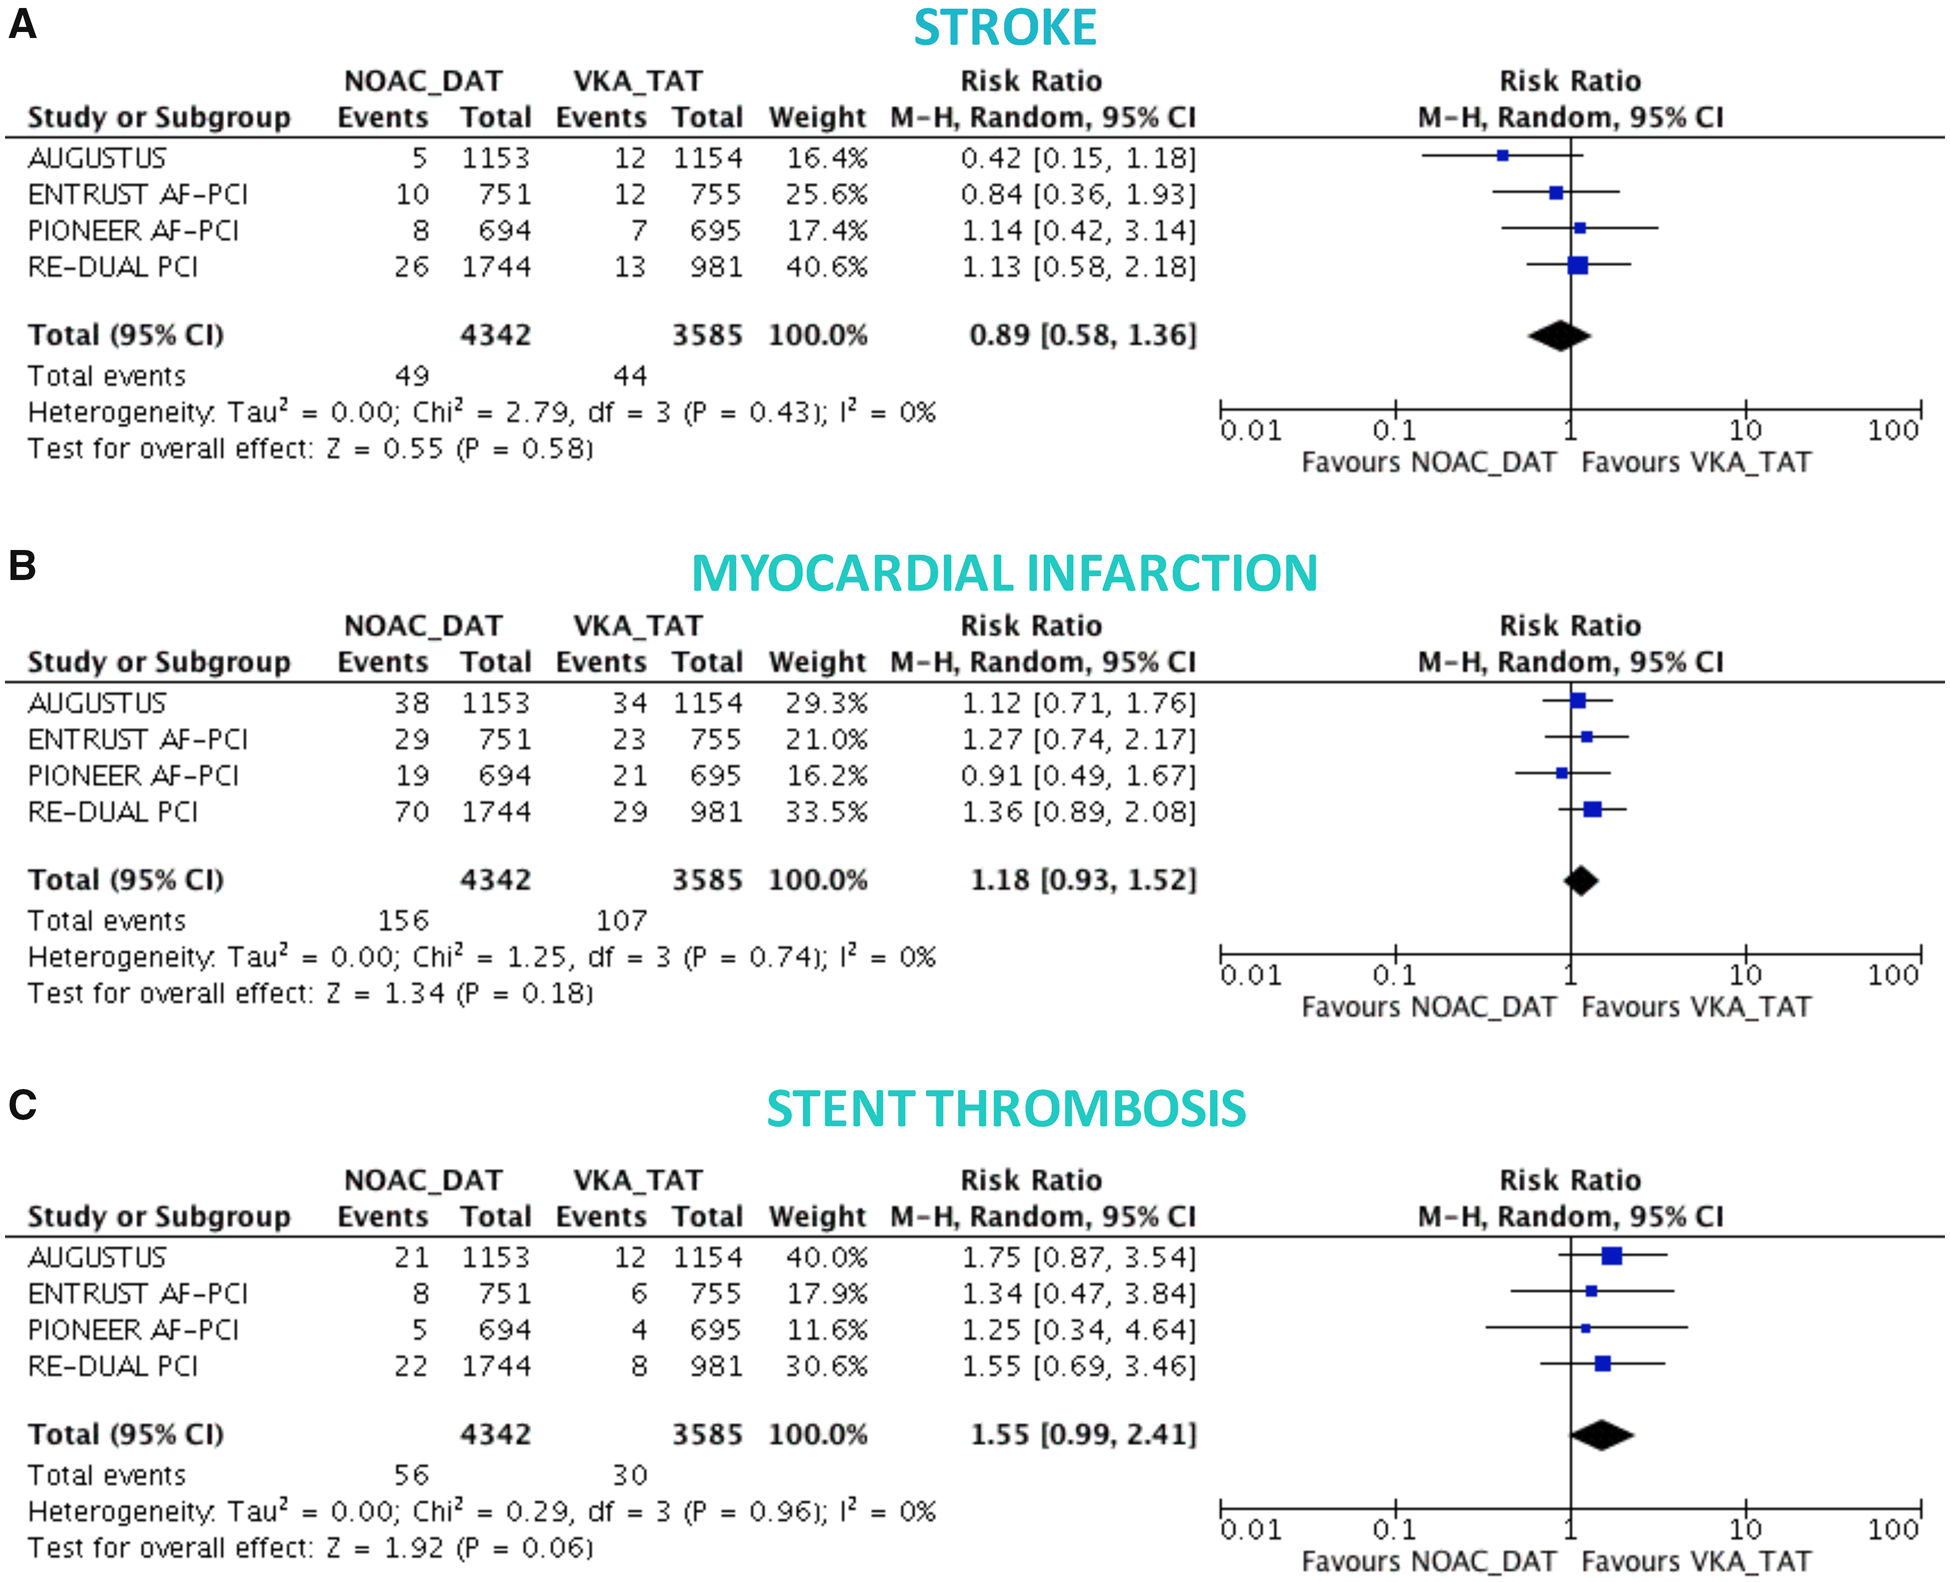 A
STROKE
NOAC_DAT VKA_TAT Risk Ratio Risk Ratio
Study or Subgroup Events Total Events Total Weight M-H, Random, 95% CI M-H, Random, 95% CI
AUGUSTUS 5 1153 12 1154 16.4% 0.42 [0.15, 1.18]
ENTRUST AF-PCI 10 751 12 755 25.6% 0.84 [0.36, 1.93]
PIONEER AF-PCI 8 694 7 695 17.4% 1.14 [0.42, 3.14]
RE-DUAL PCI 26 1744 13 981 40.6% 1.13 [0.58, 2.18]
Total (95% CI) 4342 3585 100.0% 0.89 [0.58, 1.36]
Total events 49 44
Heterogeneity: Tau² = 0.00; Chi² = 2.79, df = 3 (P = 0.43); I² = 0%
Test for overall effect: Z = 0.55 (P = 0.58)
0.01 0.1 1 10 100
Favours NOAC_DAT Favours VKA_TAT
B
MYOCARDIAL INFARCTION
NOAC_DAT VKA_TAT Risk Ratio Risk Ratio
Study or Subgroup Events Total Events Total Weight M-H, Random, 95% CI M-H, Random, 95% CI
AUGUSTUS 38 1153 34 1154 29.3% 1.12 [0.71, 1.76]
ENTRUST AF-PCI 29 751 23 755 21.0% 1.27 [0.74, 2.17]
PIONEER AF-PCI 19 694 21 695 16.2% 0.91 [0.49, 1.67]
RE-DUAL PCI 70 1744 29 981 33.5% 1.36 [0.89, 2.08]
Total (95% CI) 4342 3585 100.0% 1.18 [0.93, 1.52]
Total events 156 107
Heterogeneity: Tau² = 0.00; Chi² = 1.25, df = 3 (P = 0.74); I² = 0%
Test for overall effect: Z = 1.34 (P = 0.18)
0.01 0.1 1 10 100
Favours NOAC_DAT Favours VKA_TAT
C
STENT THROMBOSIS
NOAC_DAT VKA_TAT Risk Ratio Risk Ratio
Study or Subgroup Events Total Events Total Weight M-H, Random, 95% CI M-H, Random, 95% CI
AUGUSTUS 21 1153 12 1154 40.0% 1.75 [0.87, 3.54]
ENTRUST AF-PCI 8 751 6 755 17.9% 1.34 [0.47, 3.84]
PIONEER AF-PCI 5 694 4 695 11.6% 1.25 [0.34, 4.64]
RE-DUAL PCI 22 1744 8 981 30.6% 1.55 [0.69, 3.46]
Total (95% CI) 4342 3585 100.0% 1.55 [0.99, 2.41]
Total events 56 30
Heterogeneity: Tau² = 0.00; Chi² = 0.29, df = 3 (P = 0.96); I² = 0%
Test for overall effect: Z = 1.92 (P = 0.06)
0.01 0.1 1 10 100
Favours NOAC_DAT Favours VKA_TAT